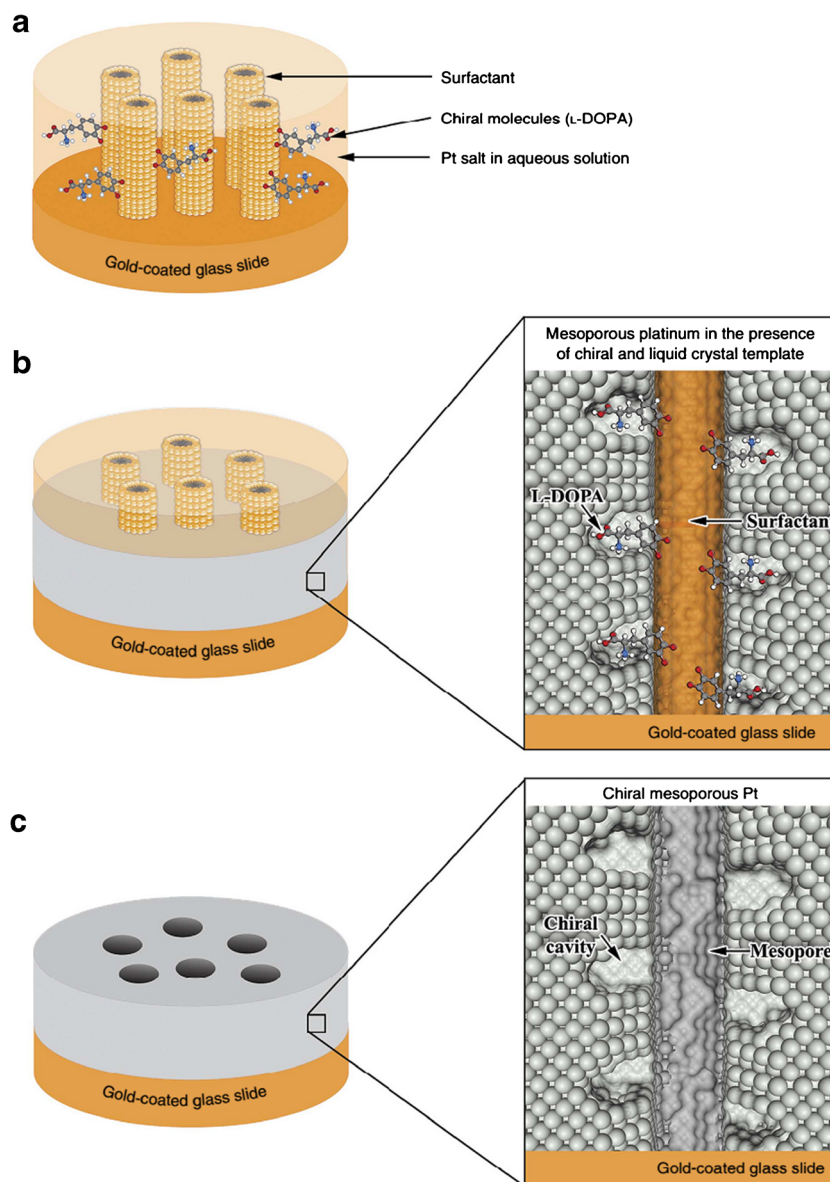 a
Surfactant
Chiral molecules (L-DOPA)
Pt salt in aqueous solution
Gold-coated glass slide
b
Mesoporous platinum in the presence
of chiral and liquid crystal template
L-DOPA
Surfactant
Gold-coated glass slide
Gold-coated glass slide
c
Chiral mesoporous Pt
Chiral
cavity
Mesopore
Gold-coated glass slide
Gold-coated glass slide